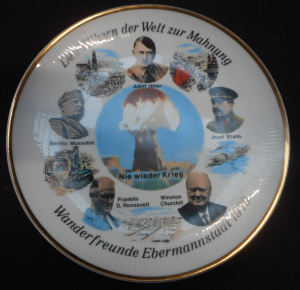 Den Völkern der Welt zur Mahnung
Adolf Hitler
Benito Mussolini
Josef Stalin
Nie wieder Krieg
Franklin
D. Roosevelt
Winston
Churchill
Wanderfreunde Ebermannstadt